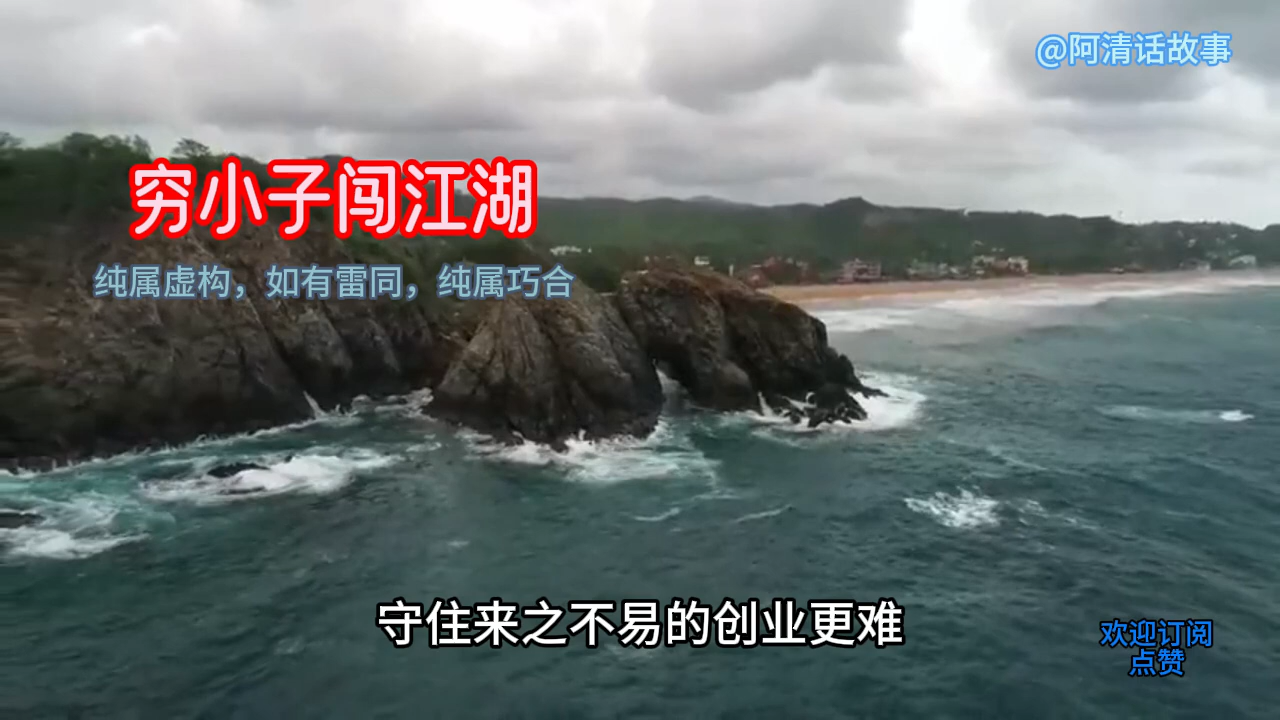 @阿清话故事
穷小子闯江湖
纯属虚构，如有雷同，纯属巧合
守住来之不易的创业更难
欢迎订阅
点赞